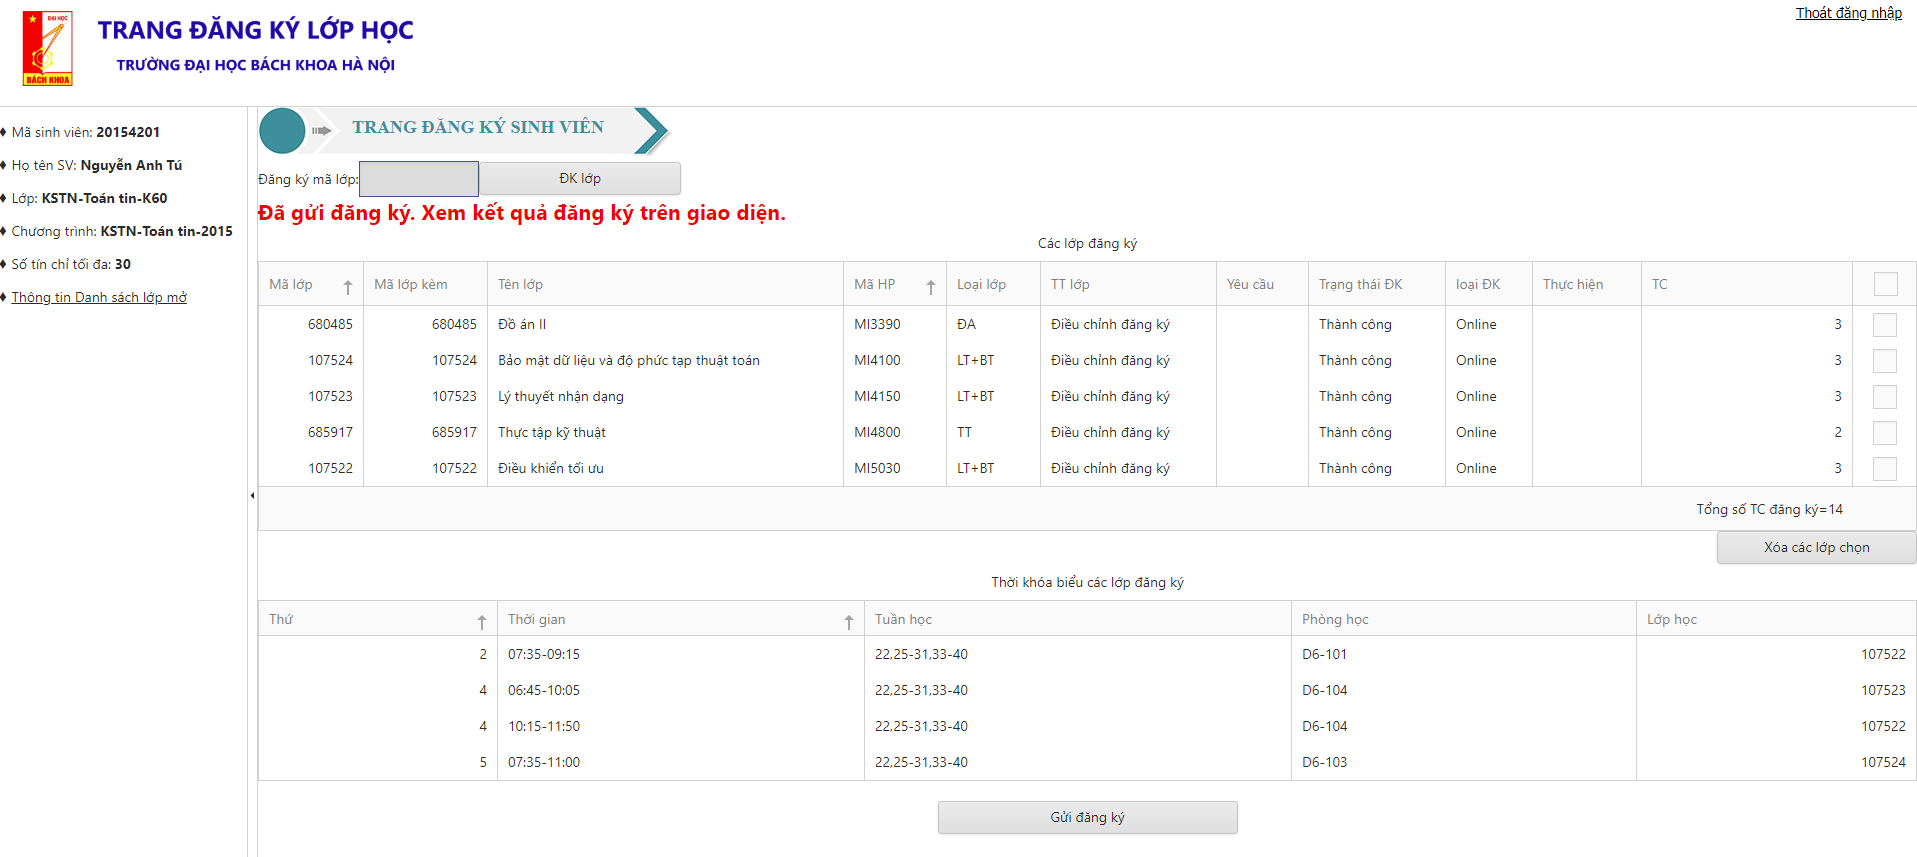 ĐẠI HỌC
BÁCH KHOA
TRANG ĐĂNG KÝ LỚP HỌC
TRƯỜNG ĐẠI HỌC BÁCH KHOA HÀ NỘI
Thoát đăng nhập
♦ Mã sinh viên: 20154201
♦ Họ tên SV: Nguyễn Anh Tú
♦ Lớp: KSTN-Toán tin-K60
♦ Chương trình: KSTN-Toán tin-2015
♦ Số tín chỉ tối đa: 30
♦ Thông tin Danh sách lớp mở
TRANG ĐĂNG KÝ SINH VIÊN
Đăng ký mã lớp: ĐK lớp
Đã gửi đăng ký. Xem kết quả đăng ký trên giao diện.
Các lớp đăng ký
Mã lớp Mã lớp kèm Tên lớp Mã HP Loại lớp TT lớp Yêu cầu Trạng thái ĐK loại ĐK Thực hiện TC
680485 680485 Đồ án II MI3390 ĐA Điều chỉnh đăng ký Thành công Online 3
107524 107524 Bảo mật dữ liệu và độ phức tạp thuật toán MI4100 LT+BT Điều chỉnh đăng ký Thành công Online 3
107523 107523 Lý thuyết nhận dạng MI4150 LT+BT Điều chỉnh đăng ký Thành công Online 3
685917 685917 Thực tập kỹ thuật MI4800 TT Điều chỉnh đăng ký Thành công Online 2
107522 107522 Điều khiển tối ưu MI5030 LT+BT Điều chỉnh đăng ký Thành công Online 3
Tổng số TC đăng ký=14
Xóa các lớp chọn
Thời khóa biểu các lớp đăng ký
Thứ Thời gian Tuần học Phòng học Lớp học
2 07:35-09:15 22,25-31,33-40 D6-101 107522
4 06:45-10:05 22,25-31,33-40 D6-104 107523
4 10:15-11:50 22,25-31,33-40 D6-104 107522
5 07:35-11:00 22,25-31,33-40 D6-103 107524
Gửi đăng ký